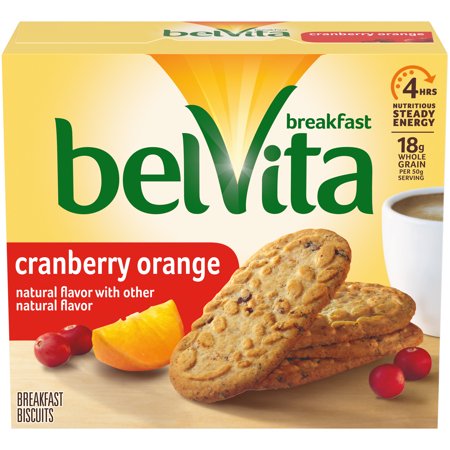 belVita
cranberry orange
breakfast
belVita
4 HRS
NUTRITIOUS
STEADY
ENERGY
18g
WHOLE
GRAIN
PER 50g
SERVING
cranberry orange
natural flavor with other
natural flavor
BREAKFAST
BISCUITS